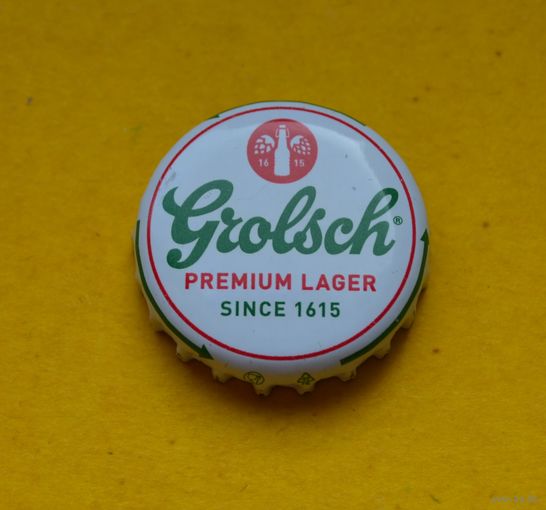 16 15
Grolsch®
PREMIUM LAGER
SINCE 1615